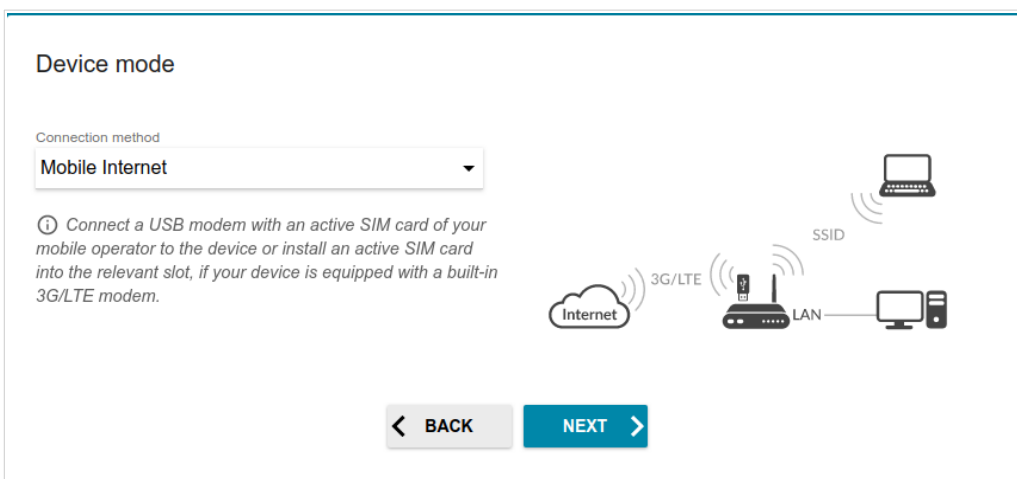 Device mode
Connection method
Mobile Internet
Connect a USB modem with an active SIM card of your
mobile operator to the device or install an active SIM card
into the relevant slot, if your device is equipped with a built-in
3G/LTE modem.
SSID
3G/LTE
Internet
LAN
BACK
NEXT